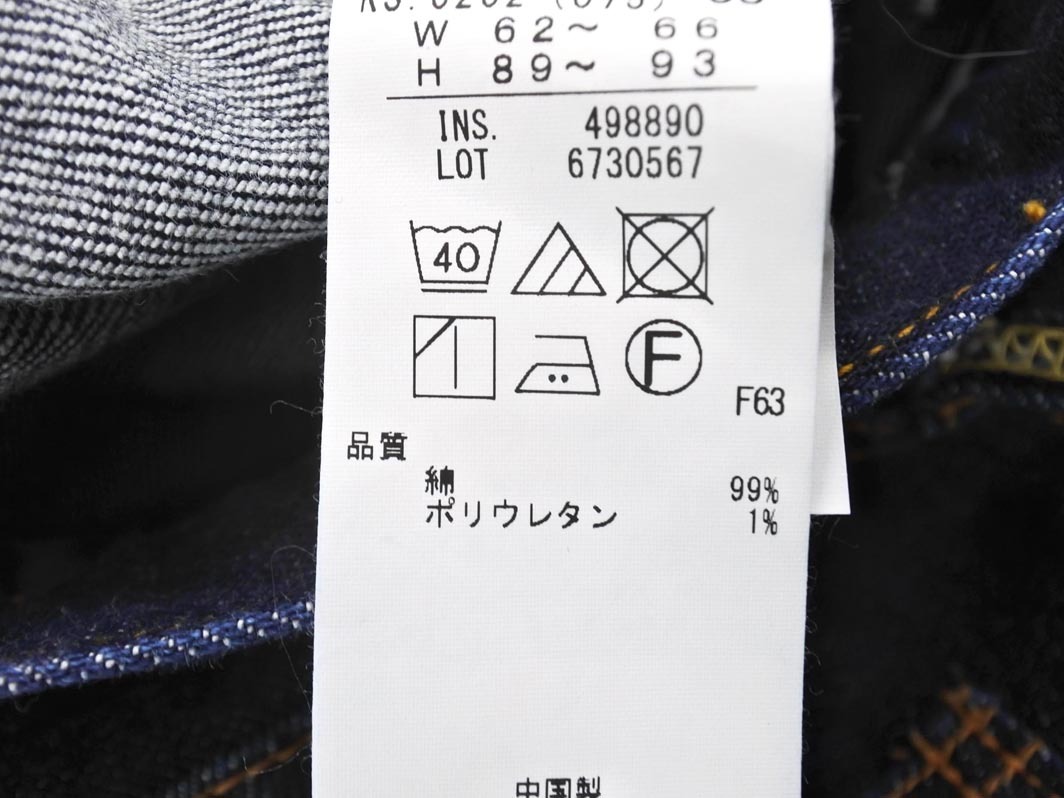 W 62～ 66
H 89～ 93
INS. 498890
LOT 6730567
40
F
F63
品質
綿 99%
ポリウレタン 1%
中国製